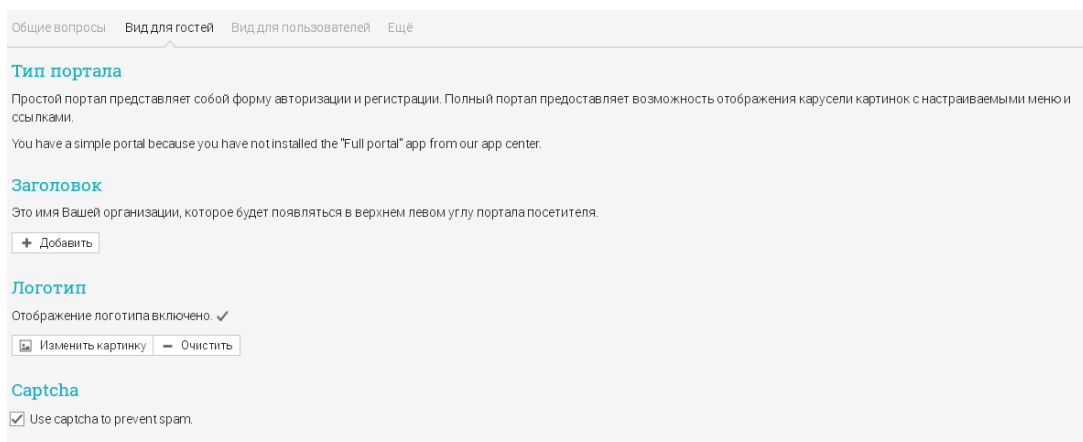 Общие вопросы Вид для гостей Вид для пользователей Ещё
Тип портала
Простой портал представляет собой форму авторизации и регистрации. Полный портал предоставляет возможность отображения карусели картинок с настраиваемыми меню и
ссылками.
You have a simple portal because you have not installed the "Full portal" app from our app center.
Заголовок
Это имя Вашей организации, которое будет появляться в верхнем левом углу портала посетителя.
Добавить
Логотип
Отображение логотипа включено.
Изменить картинку Очистить
Captcha
Use captcha to prevent spam.